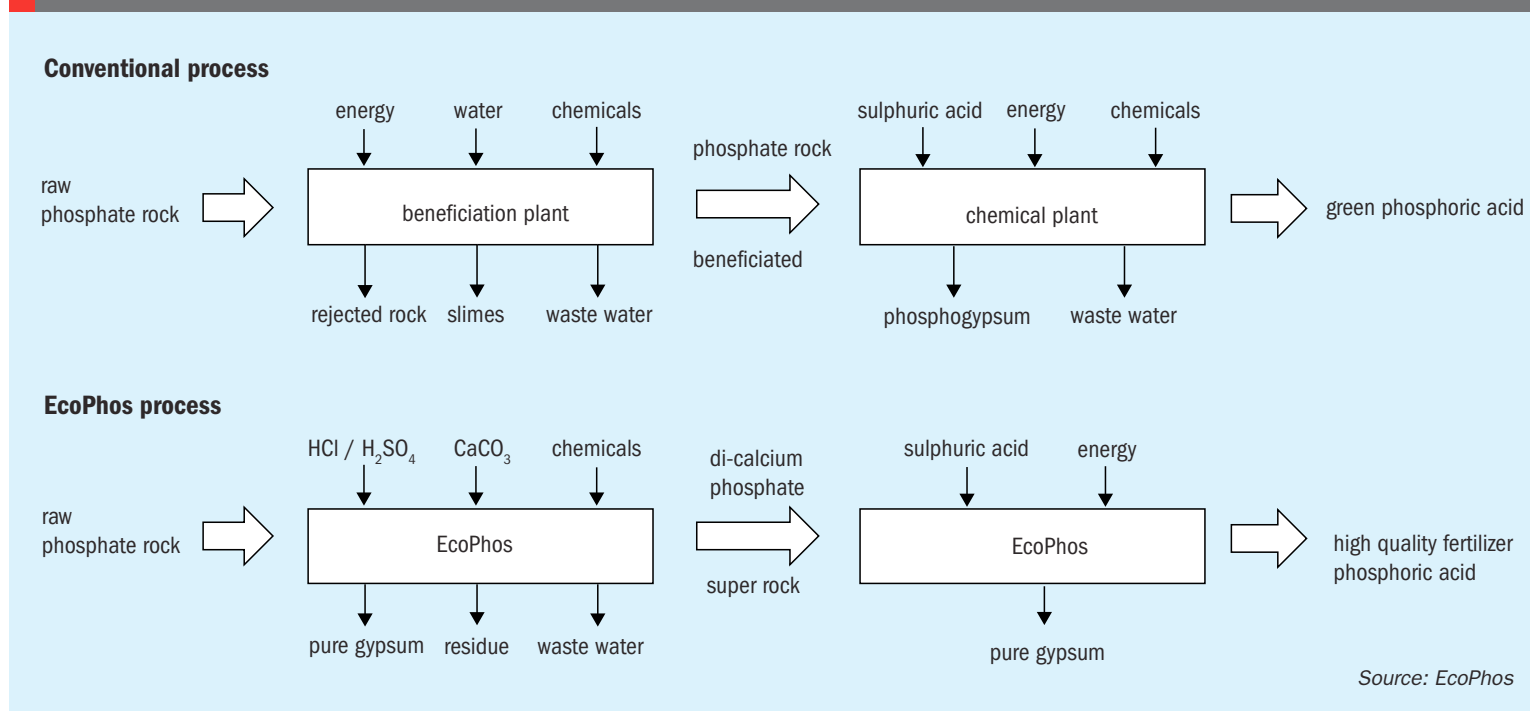 Conventional process
energy water chemicals
sulphuric acid energy chemicals
raw
phosphate rock
beneficiation plant
phosphate rock
beneficiated
chemical plant
green phosphoric acid
rejected rock slimes waste water
phosphogypsum waste water
EcoPhos process
HCl / H₂SO₄ CaCO₃ chemicals
sulphuric acid energy
raw
phosphate rock
EcoPhos
di-calcium
phosphate
super rock
EcoPhos
high quality fertilizer
phosphoric acid
pure gypsum residue waste water
pure gypsum
Source: EcoPhos